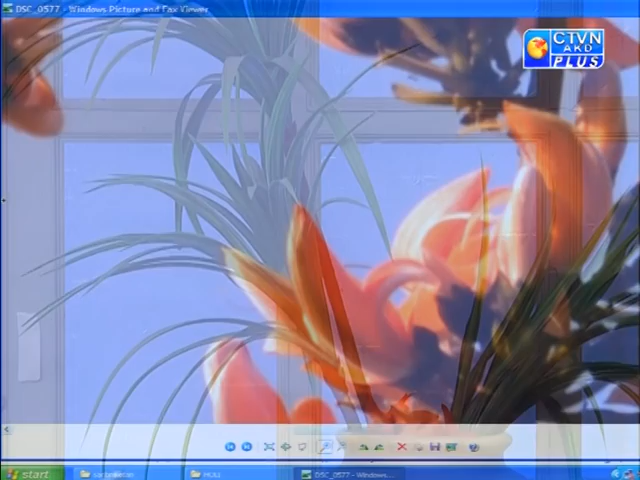 DSC_0577 - Windows Picture and Fax Viewer
CTVN
AKD
PLUS
start
DSC_0577 - Windows...